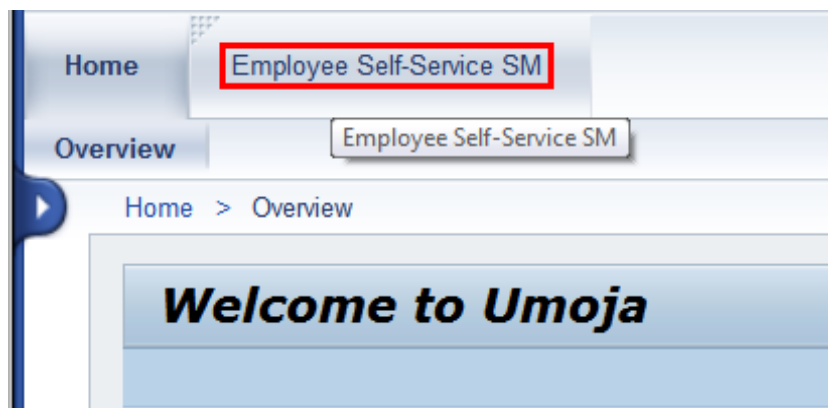 Home Employee Self-Service SM
Employee Self-Service SM
Overview
Home > Overview
Welcome to Umoja